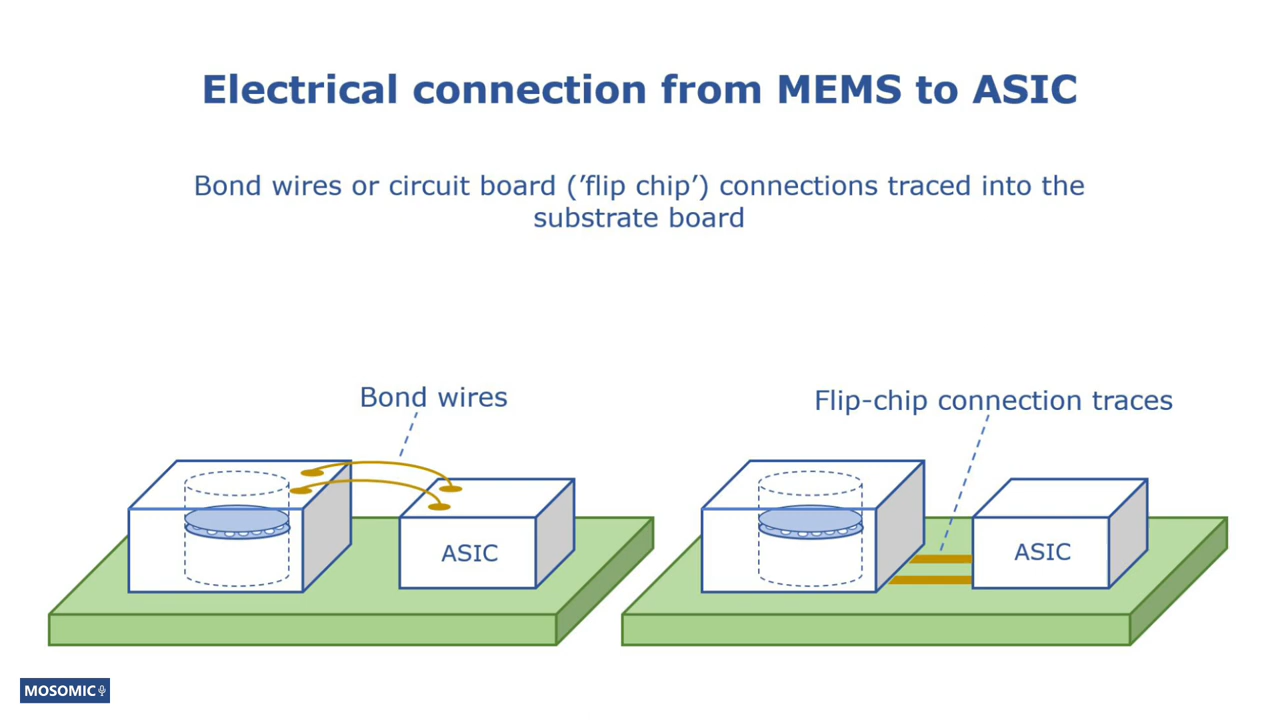 Electrical connection from MEMS to ASIC
Bond wires or circuit board (’flip chip’) connections traced into the
substrate board
Bond wires
Flip-chip connection traces
ASIC
ASIC
MOSOMIC